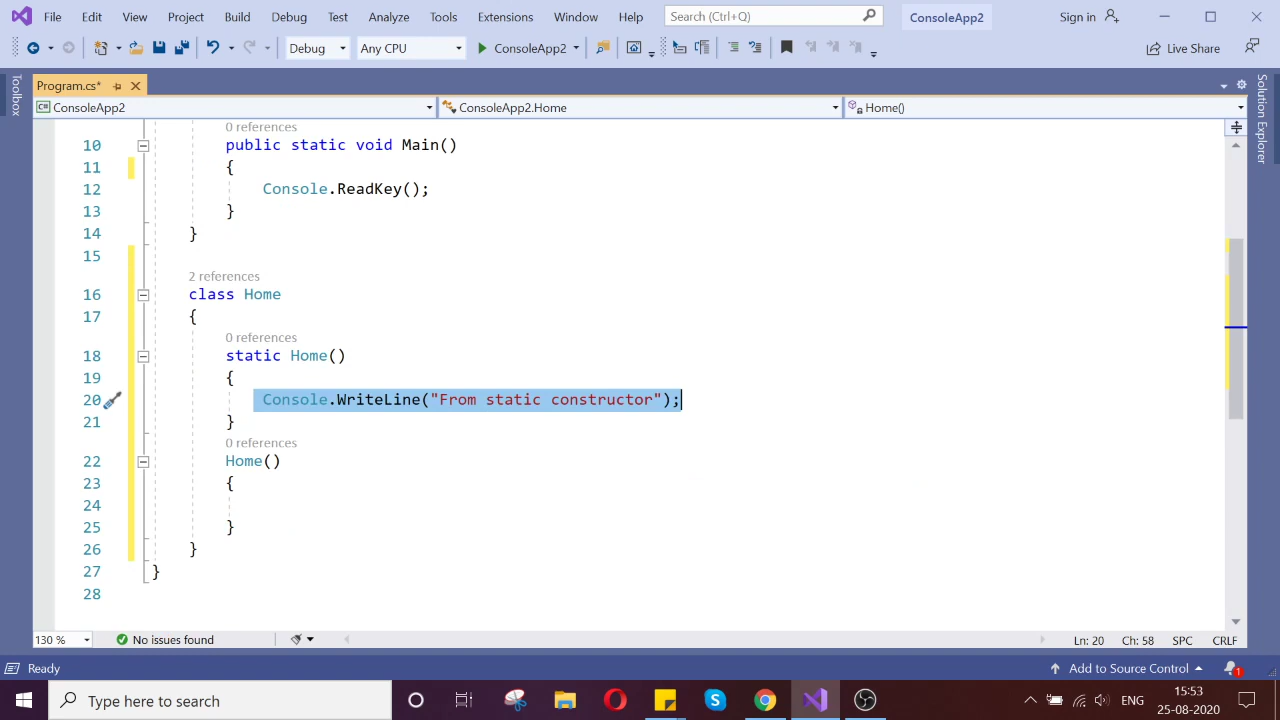 File Edit View Project Build Debug Test Analyze Tools Extensions Window Help Search (Ctrl+Q) ConsoleApp2 Sign in
Debug Any CPU ConsoleApp2 Live Share
Toolbox
Program.cs*
Solution Explorer
C# ConsoleApp2 ConsoleApp2.Home Home()
0 references
10 public static void Main()
11 {
12 Console.ReadKey();
13 }
14 }
15
2 references
16 class Home
17 {
0 references
18 static Home()
19 {
20 Console.WriteLine("From static constructor");
21 }
0 references
22 Home()
23 {
24
25 }
26 }
27 }
28
130 % No issues found Ln: 20 Ch: 58 SPC CRLF
Ready Add to Source Control 1
Type here to search ENG 15:53
25-08-2020